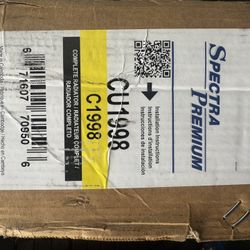 SPECTRA
PREMIUM
Installation Instructions
Instructions d'installation
Instrucciones de instalación
CU1998
C1998
COMPLETE RADIATOR / RADIATEUR COMPLET /
RADIADOR COMPLETO
6 71607 70950 6